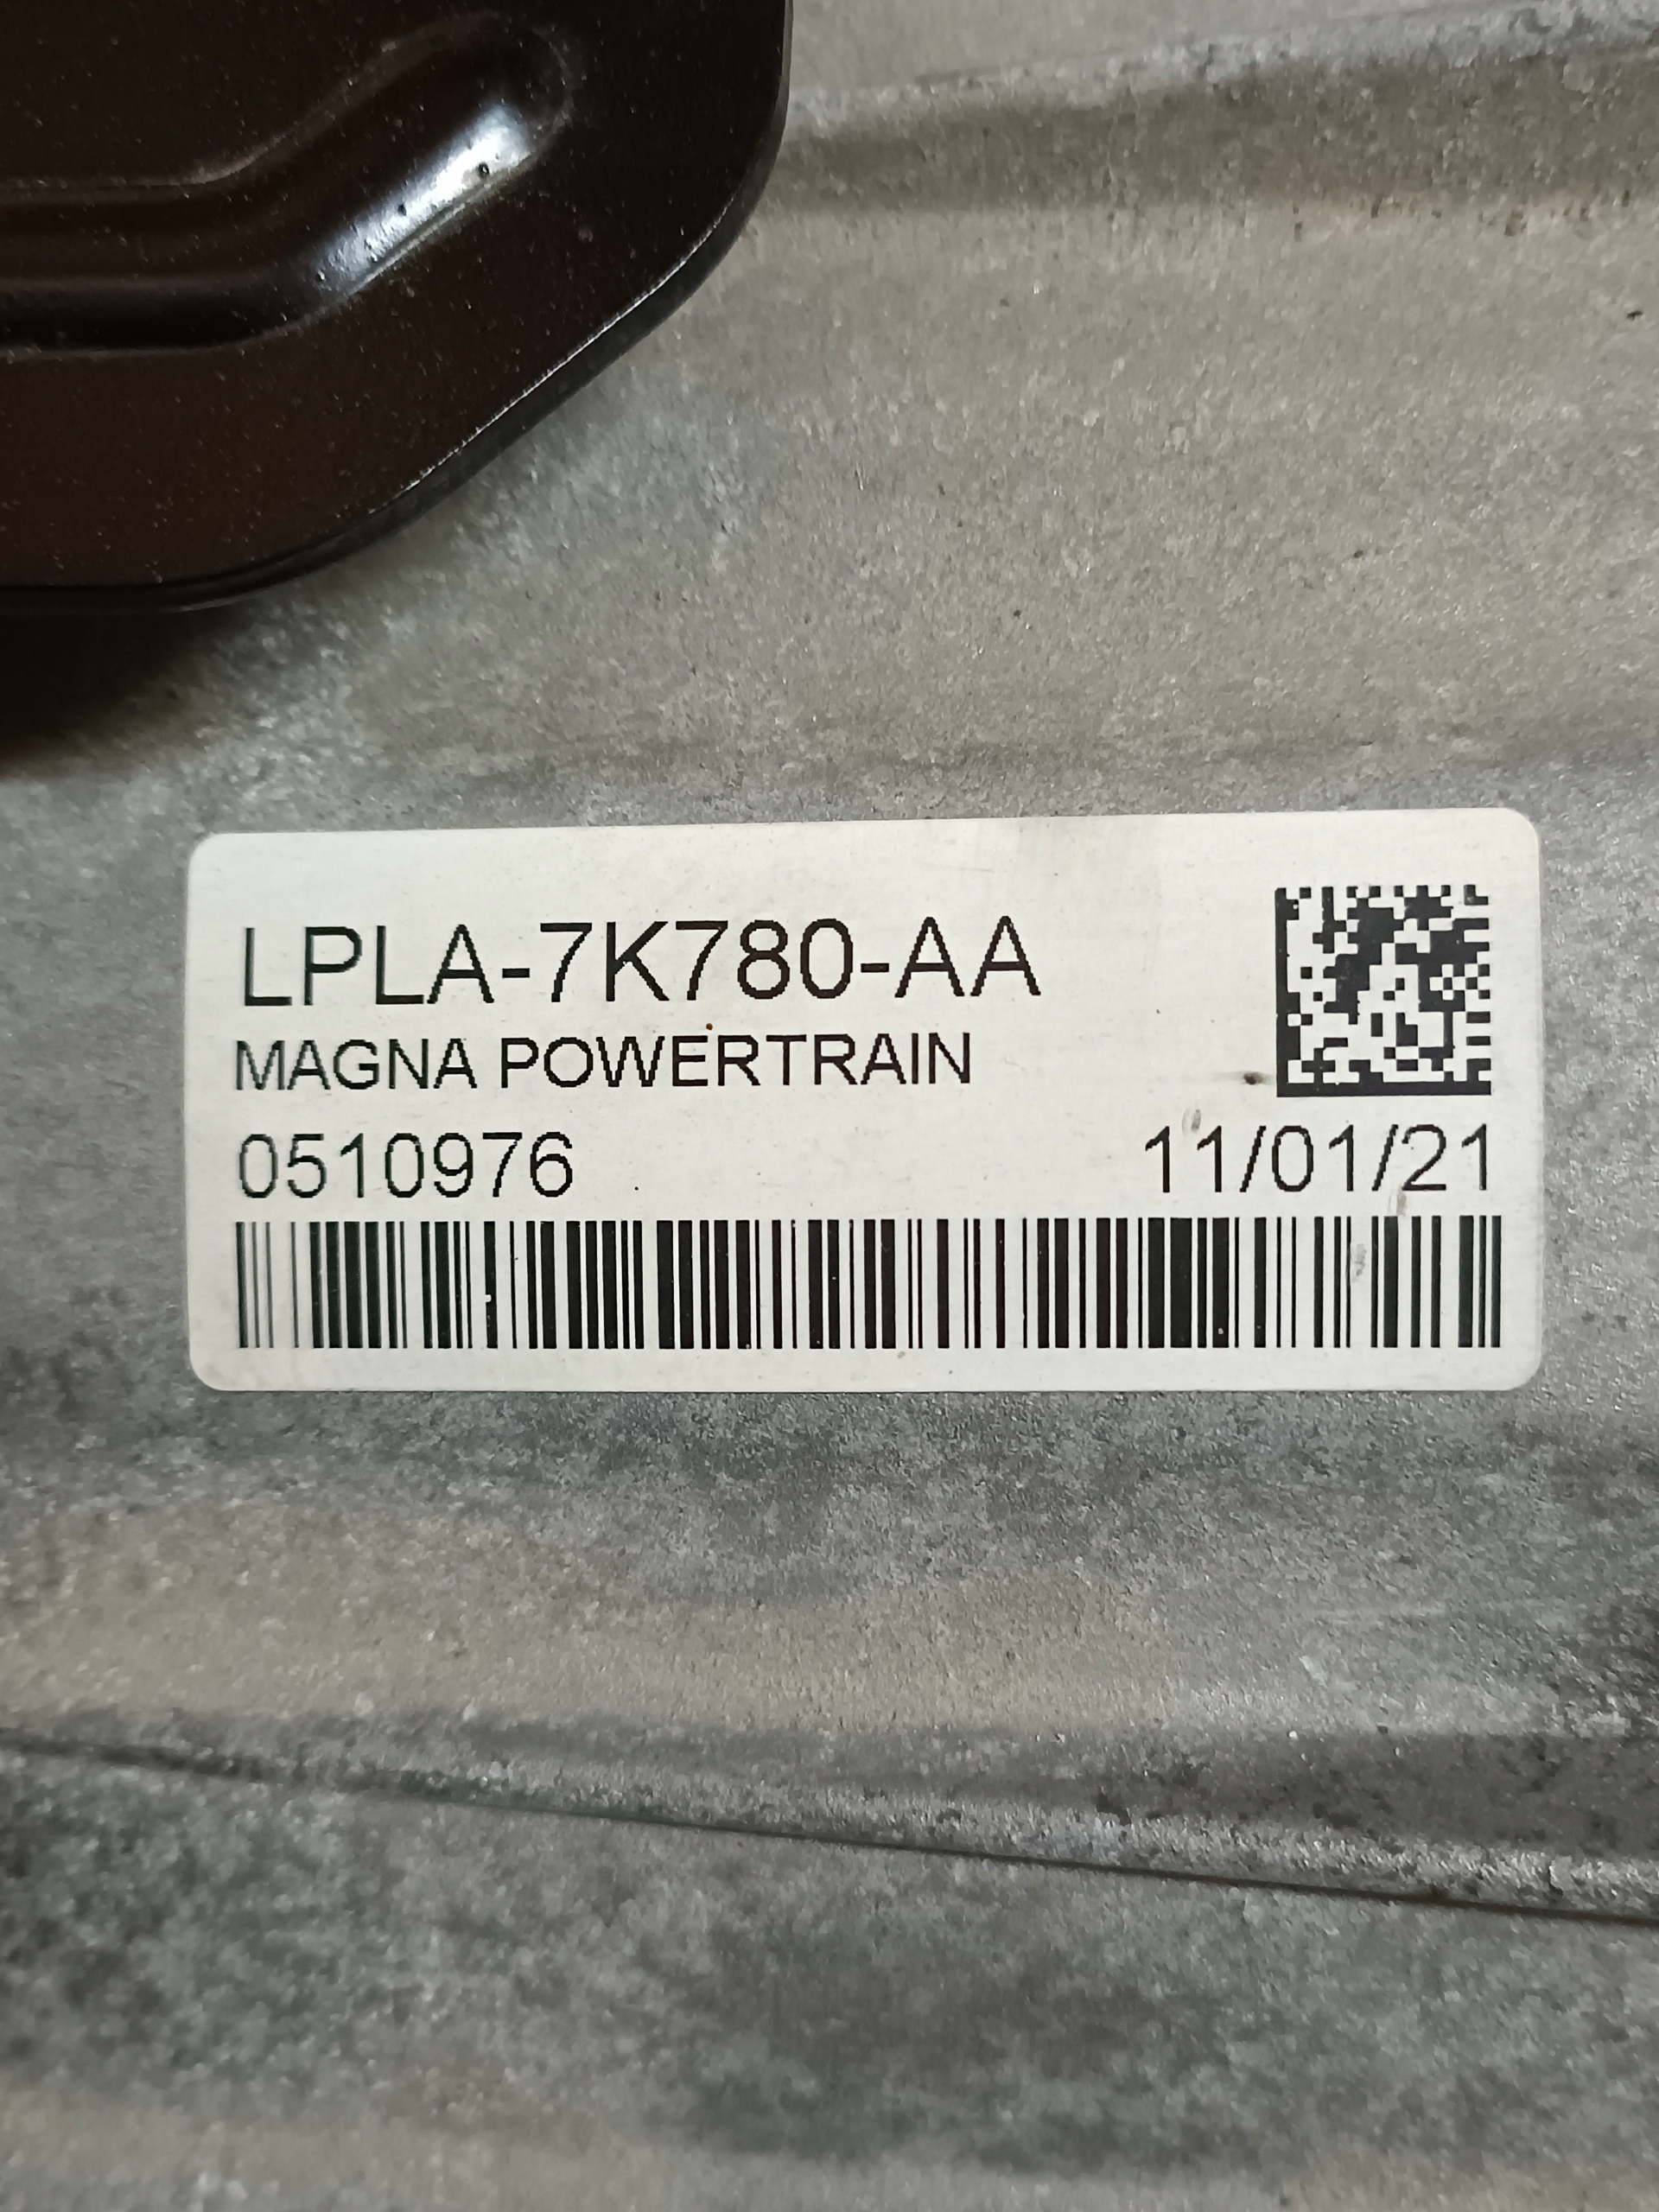 LPLA-7K780-AA
MAGNA POWERTRAIN
0510976 11/01/21